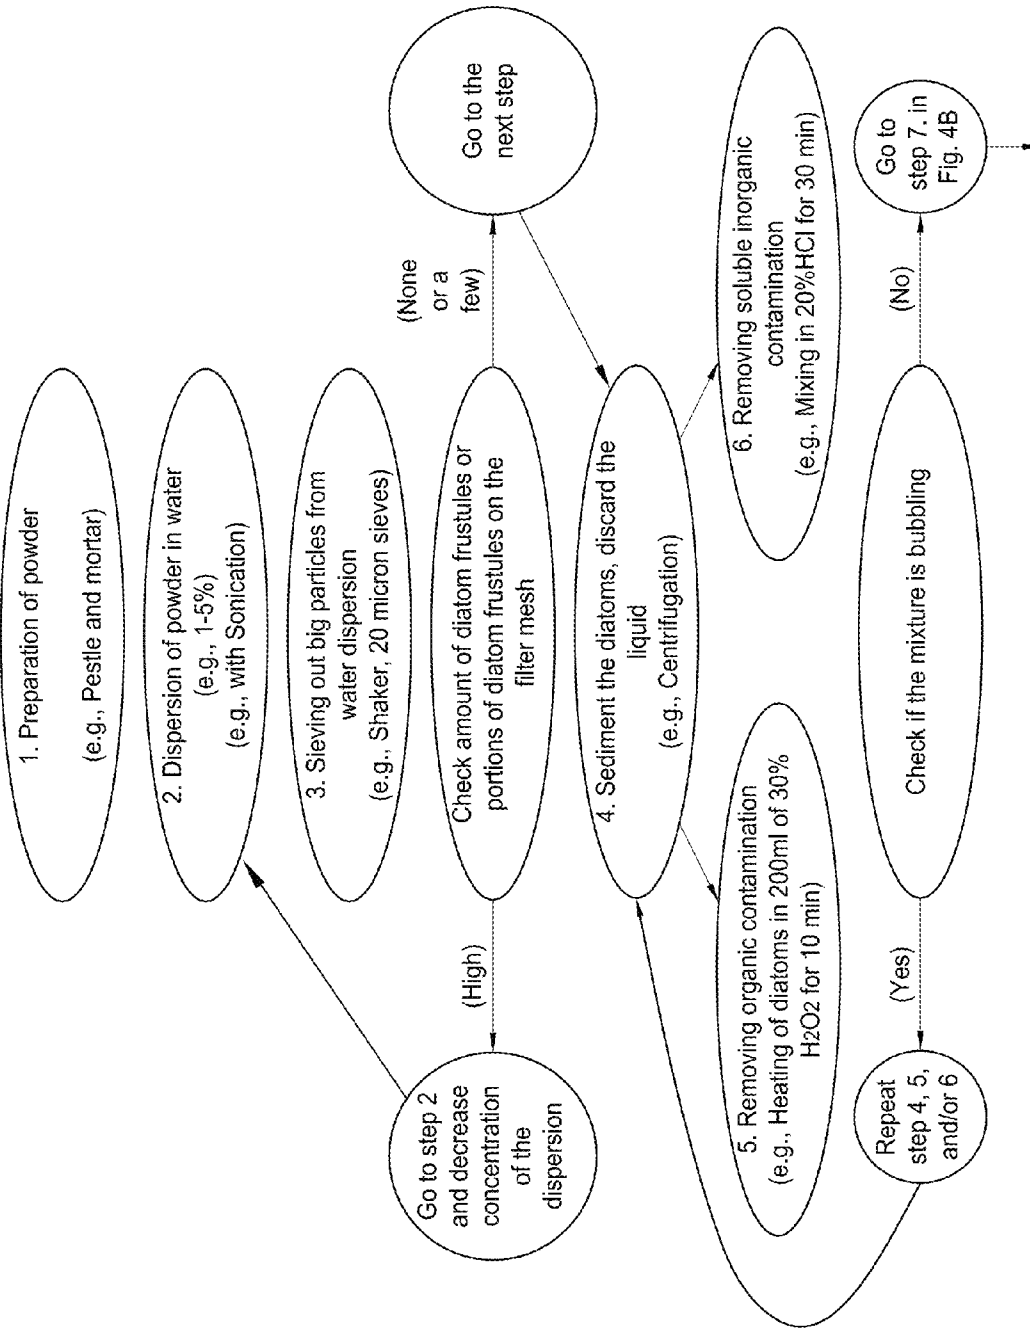 1. Preparation of powder
(e.g., Pestle and mortar)
2. Dispersion of powder in water
(e.g., 1-5%)
(e.g., with Sonication)
3. Sieving out big particles from
water dispersion
(e.g., Shaker, 20 micron sieves)
Check amount of diatom frustules or
portions of diatom frustules on the
filter mesh
(High)
Go to step 2
and decrease
concentration
of the
dispersion
(None
or a
few)
Go to the
next step
4. Sediment the diatoms, discard the
liquid
(e.g., Centrifugation)
5. Removing organic contamination
(e.g., Heating of diatoms in 200ml of 30%
H2O2 for 10 min)
6. Removing soluble inorganic
contamination
(e.g., Mixing in 20%HCl for 30 min)
Check if the mixture is bubbling
(Yes)
Repeat
step 4, 5,
and/or 6
(No)
Go to
step 7. in
Fig. 4B